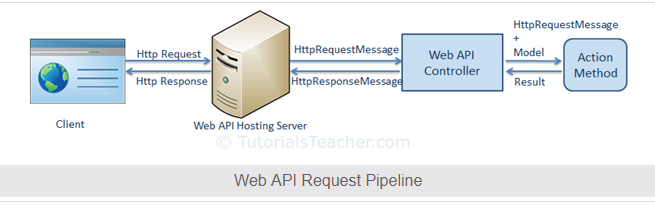 Http Request
Http Response
Client
Web API Hosting Server
HttpRequestMessage
HttpResponseMessage
Web API
Controller
HttpRequestMessage
+
Model
Result
Action
Method
© TutorialsTeacher.com
Web API Request Pipeline